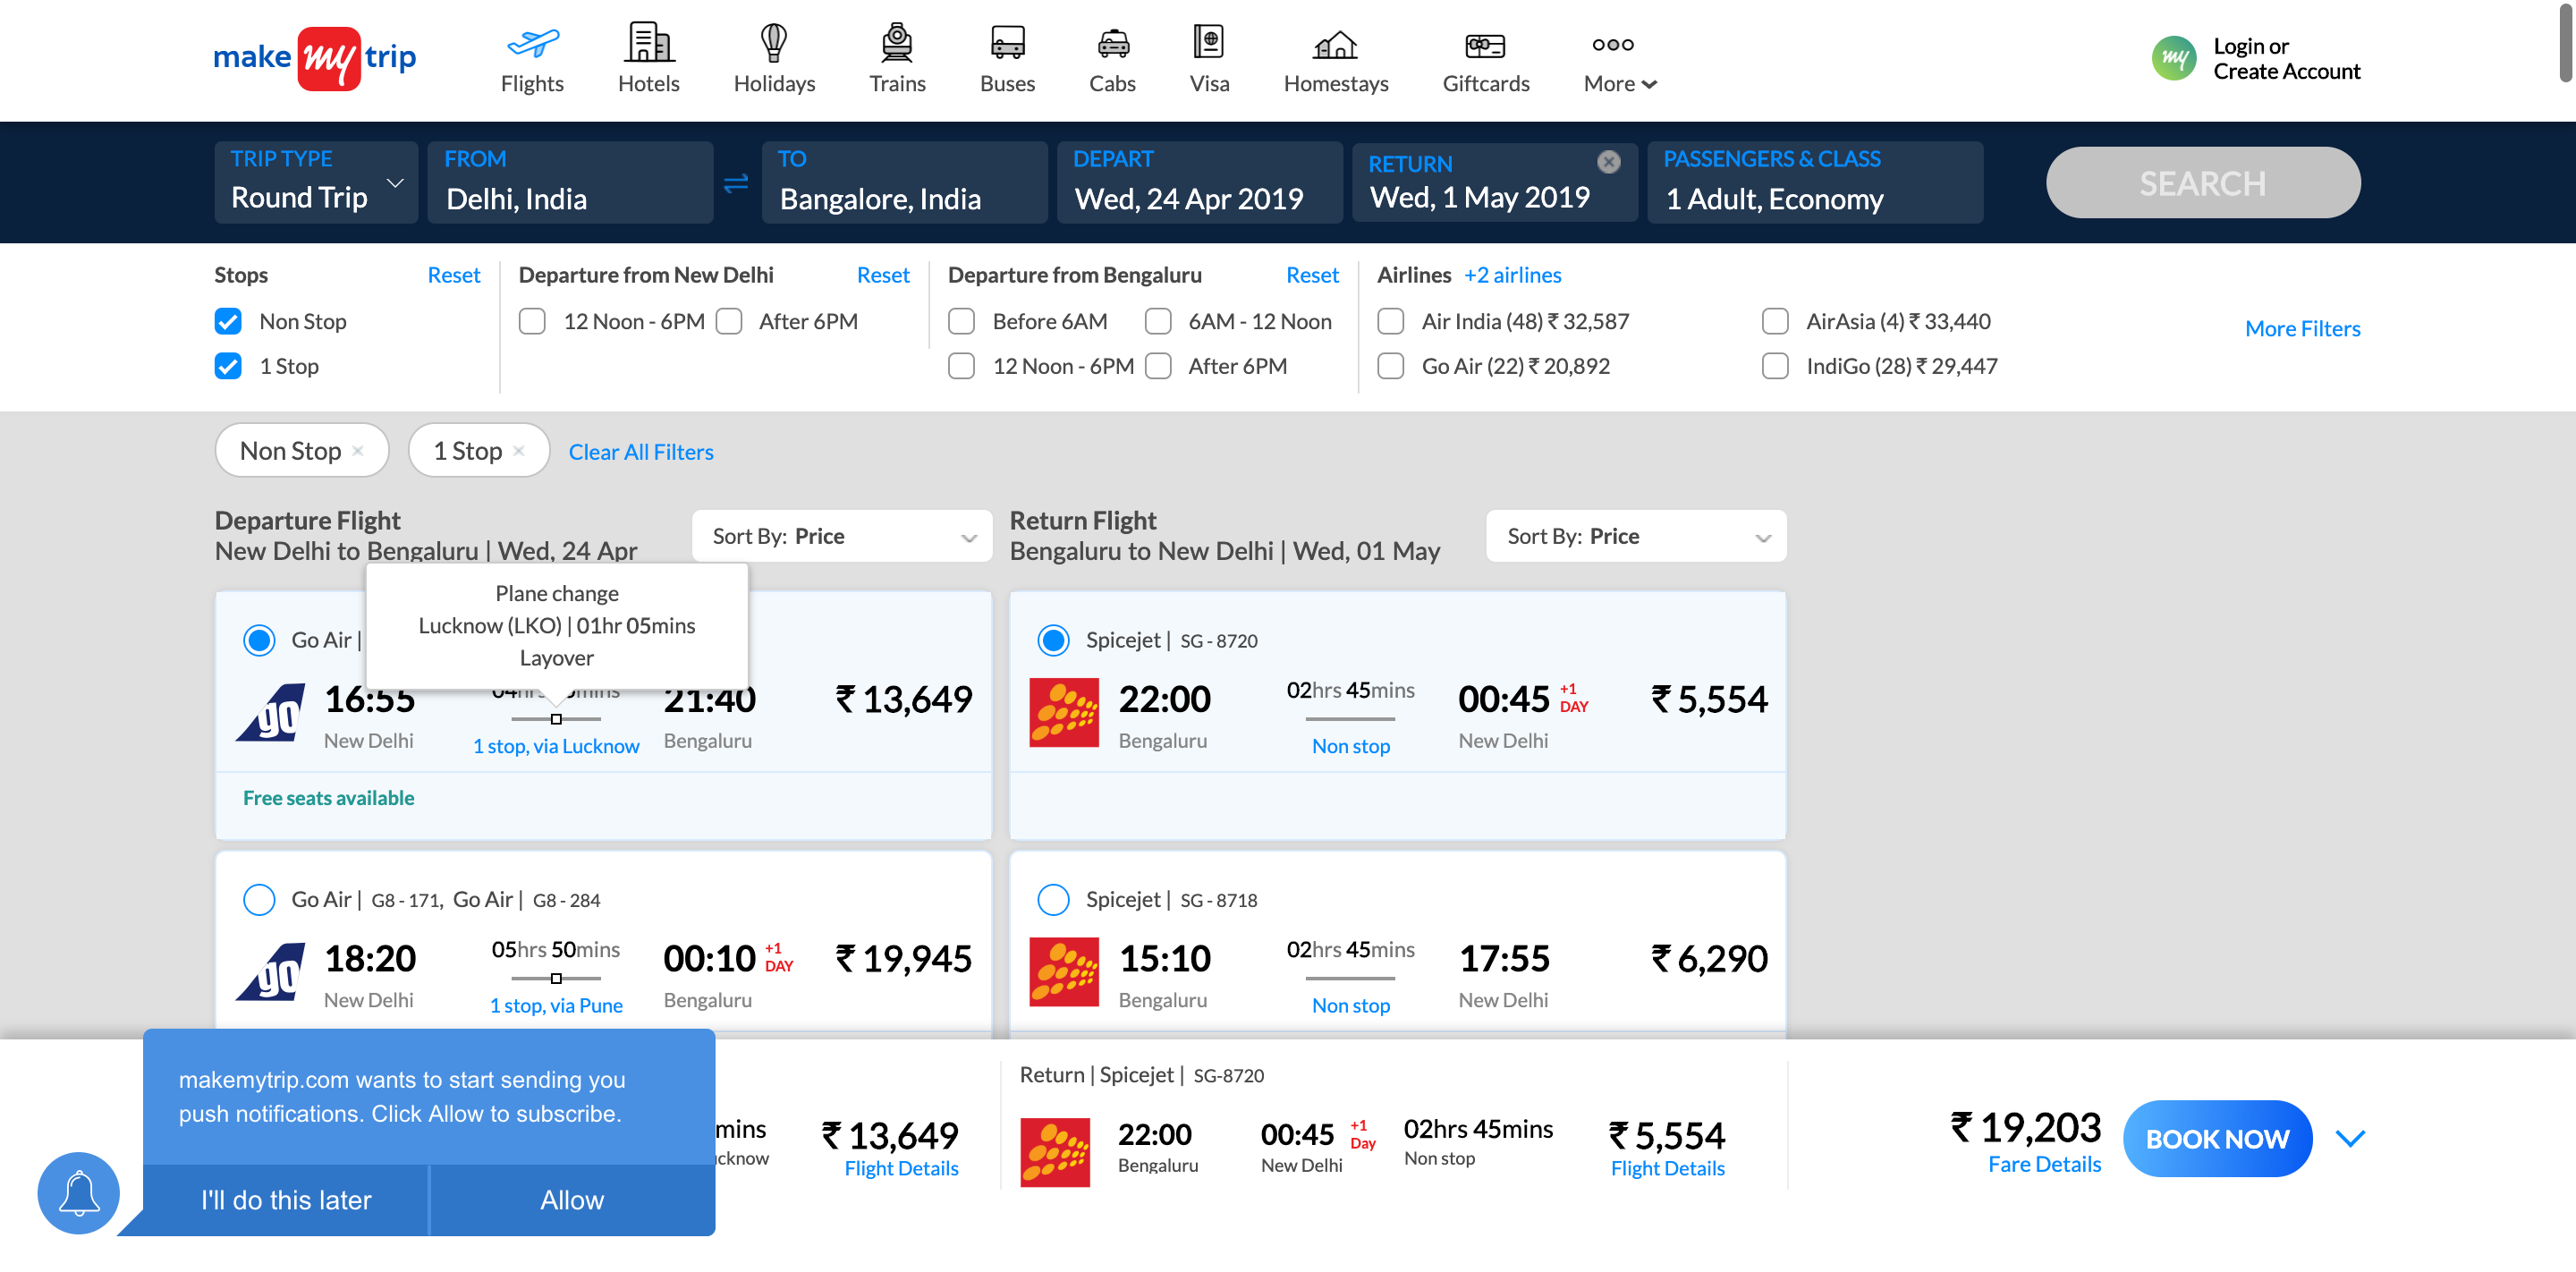 make my trip
Flights
Hotels
Holidays
Trains
Buses
Cabs
Visa
Homestays
Giftcards
More
my
Login or
Create Account
TRIP TYPE
Round Trip
FROM
Delhi, India
TO
Bangalore, India
DEPART
Wed, 24 Apr 2019
RETURN
Wed, 1 May 2019
PASSENGERS & CLASS
1 Adult, Economy
SEARCH
Stops
Reset
Non Stop
1 Stop
Departure from New Delhi
Reset
12 Noon - 6PM
After 6PM
Departure from Bengaluru
Reset
Before 6AM
6AM - 12 Noon
12 Noon - 6PM
After 6PM
Airlines +2 airlines
Air India (48) ₹ 32,587
AirAsia (4) ₹ 33,440
Go Air (22) ₹ 20,892
IndiGo (28) ₹ 29,447
More Filters
Non Stop ×
1 Stop ×
Clear All Filters
Departure Flight
New Delhi to Bengaluru | Wed, 24 Apr
Sort By: Price
Plane change
Lucknow (LKO) | 01hr 05mins
Layover
Go Air |
go
16:55
New Delhi
1 stop, via Lucknow
21:40
Bengaluru
₹ 13,649
Free seats available
Go Air | G8 - 171, Go Air | G8 - 284
go
18:20
New Delhi
05hrs 50mins
1 stop, via Pune
00:10 +1 DAY
Bengaluru
₹ 19,945
Return Flight
Bengaluru to New Delhi | Wed, 01 May
Sort By: Price
Spicejet | SG - 8720
22:00
Bengaluru
02hrs 45mins
Non stop
00:45 +1 DAY
New Delhi
₹ 5,554
Spicejet | SG - 8718
15:10
Bengaluru
02hrs 45mins
Non stop
17:55
New Delhi
₹ 6,290
makemytrip.com wants to start sending you
push notifications. Click Allow to subscribe.
I'll do this later
Allow
mins
cknow
₹ 13,649
Flight Details
Return | Spicejet | SG-8720
22:00
Bengaluru
00:45 +1 Day
New Delhi
02hrs 45mins
Non stop
₹ 5,554
Flight Details
₹ 19,203
Fare Details
BOOK NOW